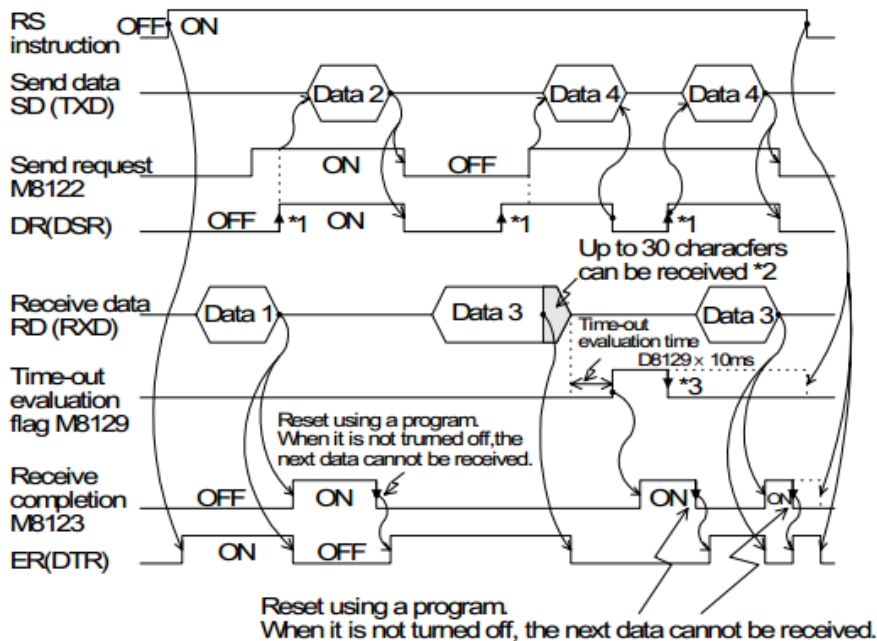 RS
instruction
OFF
ON
Send data
SD (TXD)
Data 2
Data 4
Data 4
Send request
M8122
ON
OFF
DR(DSR)
OFF
*1
ON
*1
*1
Up to 30 characfers
can be received *2
Receive data
RD (RXD)
Data 1
Data 3
Data 3
Time-out
evaluation time
D8129 × 10ms
Time-out
evaluation
flag M8129
*3
Reset using a program.
When it is not trurned off,the
next data cannot be received.
Receive
completion
M8123
OFF
ON
ON
ON
ER(DTR)
ON
OFF
Reset using a program.
When it is not turned off, the next data cannot be received.